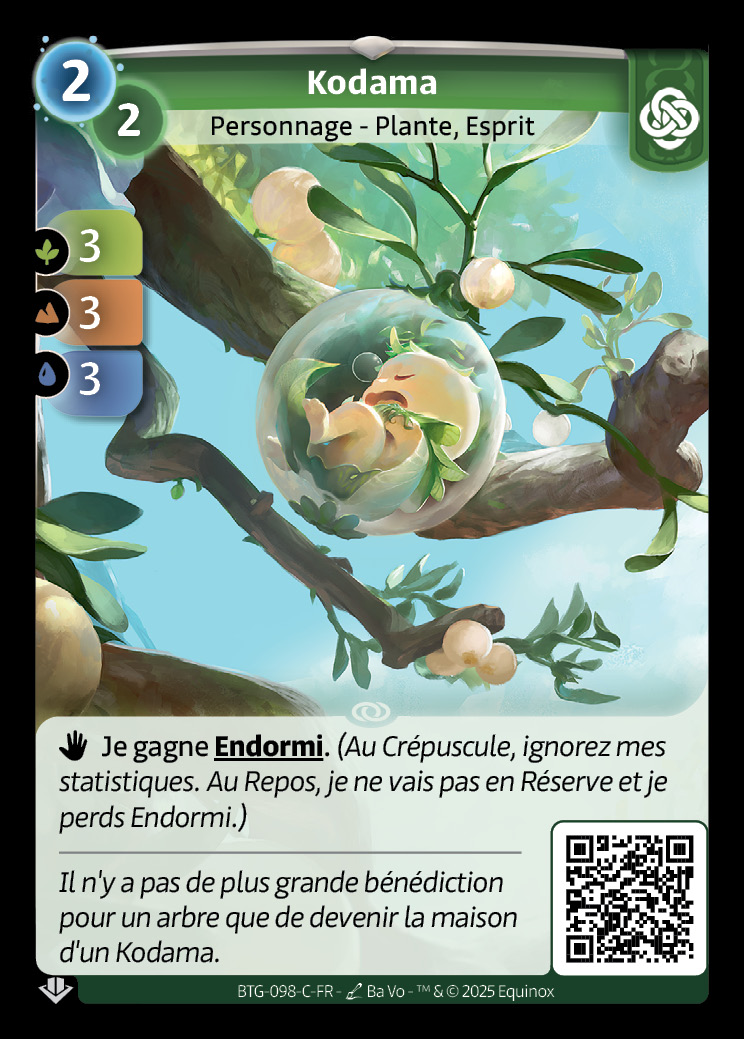 2
Kodama
2
Personnage - Plante, Esprit
3
3
3
Je gagne Endormi. (Au Crépuscule, ignorez mes
statistiques. Au Repos, je ne vais pas en Réserve et je
perds Endormi.)
Il n'y a pas de plus grande bénédiction
pour un arbre que de devenir la maison
d'un Kodama.
BTG-098-C-FR - Ba Vo - ™ & © 2025 Equinox